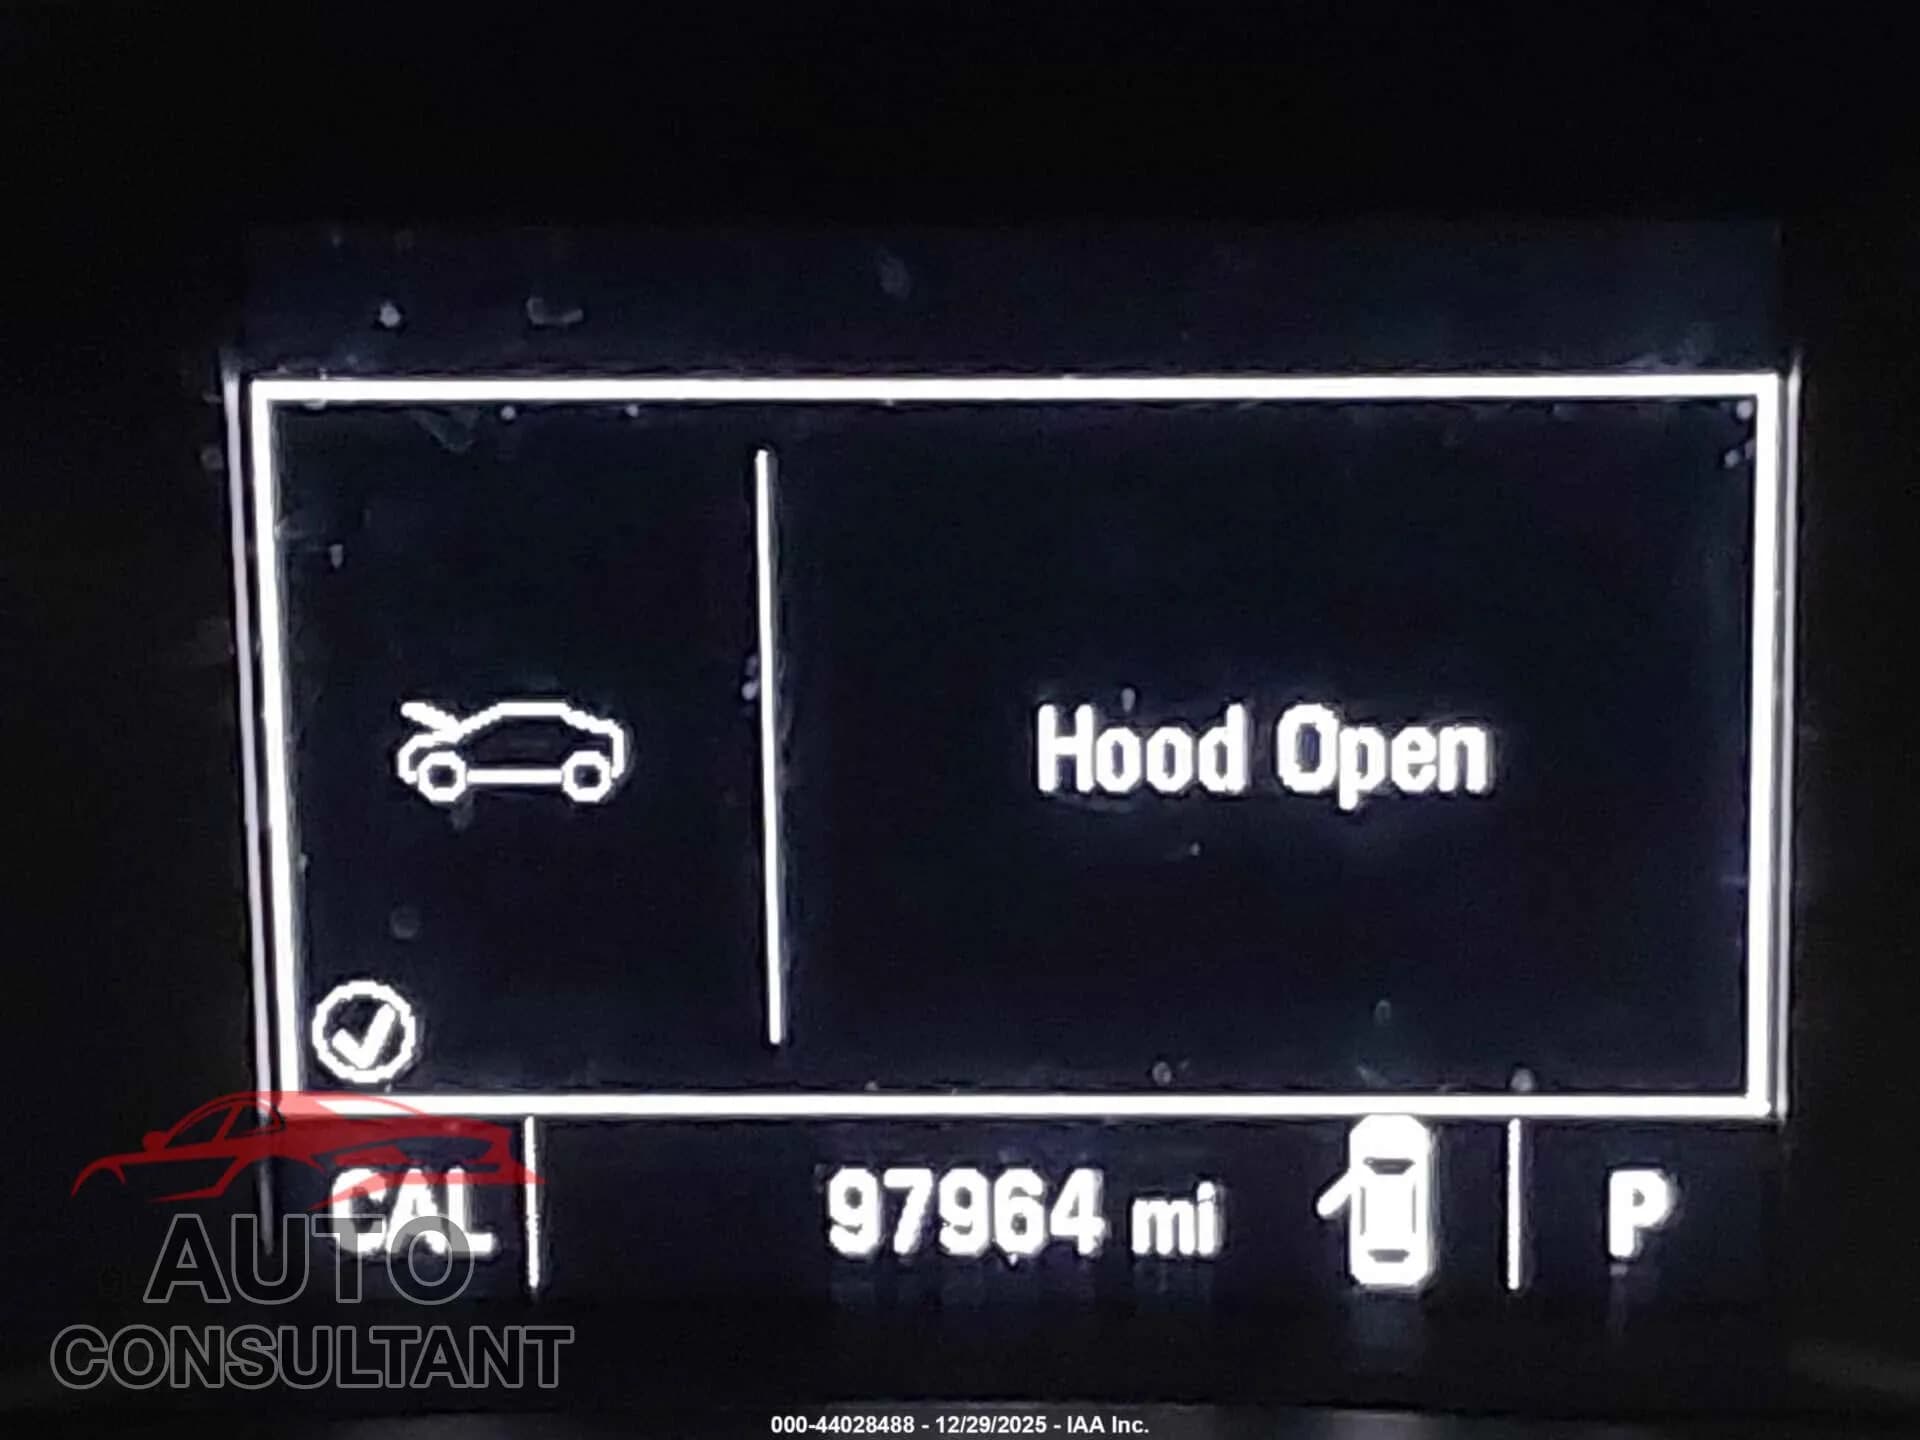 Hood Open
CAL
97964 mi
P
AUTO
CONSULTANT
000-44028488 - 12/29/2025 - IAA Inc.